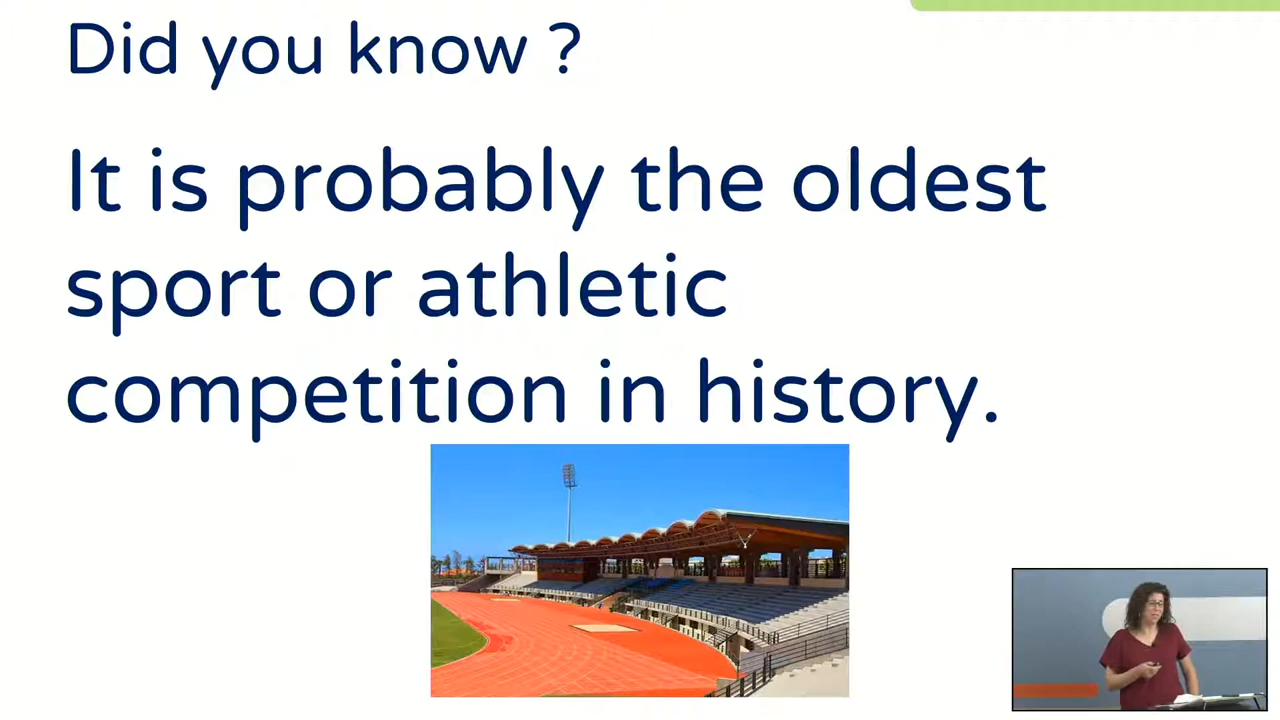 Did you know ?
It is probably the oldest
sport or athletic
competition in history.